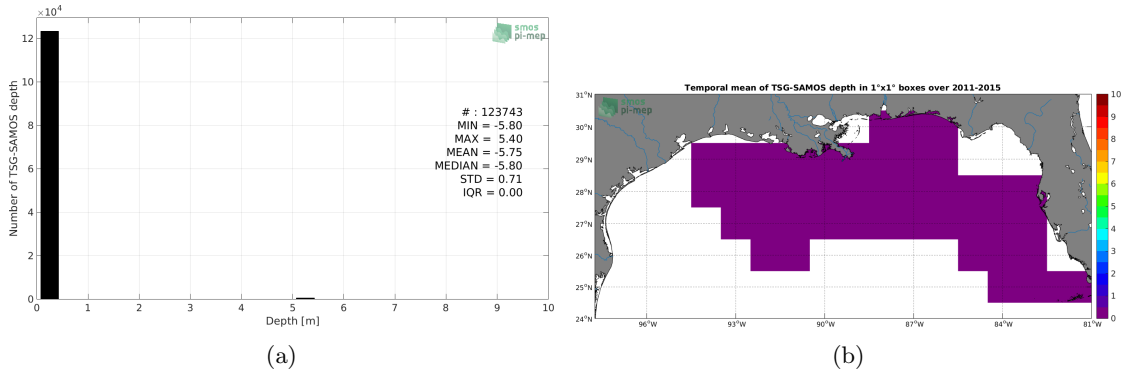 ×10⁴
smos
pi-mep
12
10
8
6
4
2
0
Number of TSG-SAMOS depth
# : 123743
MIN = -5.80
MAX = 5.40
MEAN = -5.75
MEDIAN = -5.80
STD = 0.71
IQR = 0.00
0 1 2 3 4 5 6 7 8 9 10
Depth [m]
(a)
Temporal mean of TSG-SAMOS depth in 1°x1° boxes over 2011-2015
smos
pi-mep
31°N
30°N
29°N
28°N
27°N
26°N
25°N
24°N
96°W 93°W 90°W 87°W 84°W 81°W
10
9
8
7
6
5
4
3
2
1
0
(b)